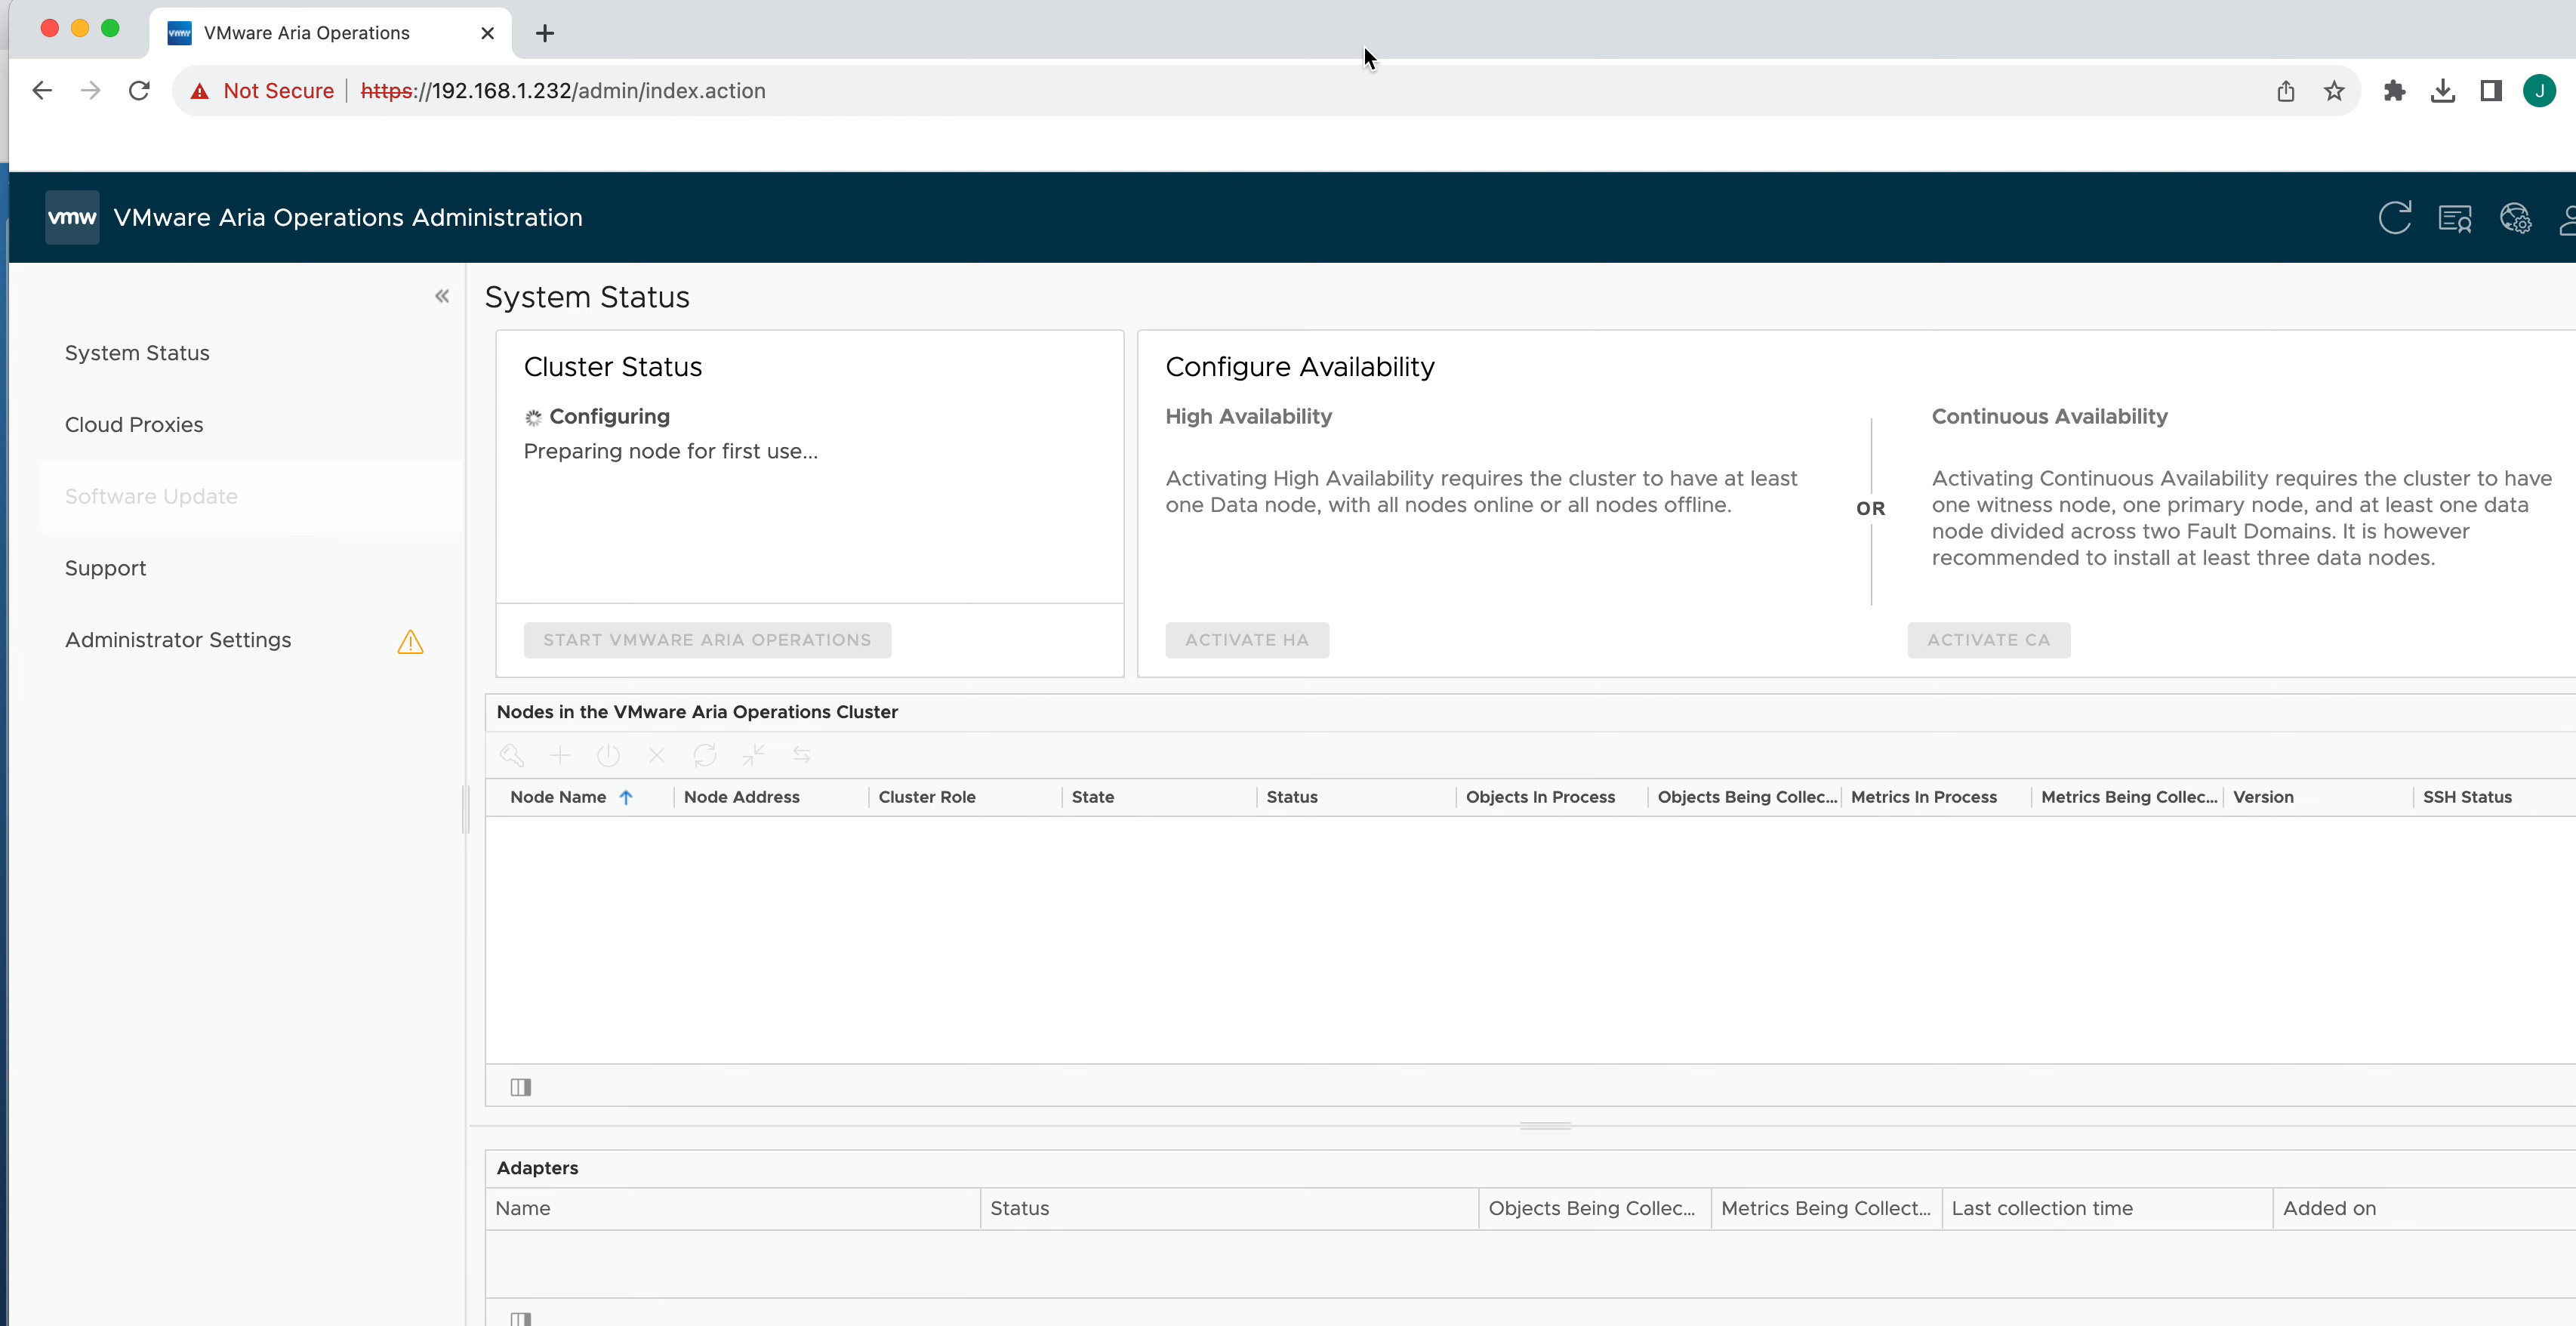 vmw VMware Aria Operations
Not Secure https://192.168.1.232/admin/index.action
J
vmw VMware Aria Operations Administration
System Status
Cloud Proxies
Software Update
Support
Administrator Settings
System Status
Cluster Status
Configuring
Preparing node for first use...
START VMWARE ARIA OPERATIONS
Configure Availability
High Availability
Activating High Availability requires the cluster to have at least
one Data node, with all nodes online or all nodes offline.
ACTIVATE HA
OR
Continuous Availability
Activating Continuous Availability requires the cluster to have
one witness node, one primary node, and at least one data
node divided across two Fault Domains. It is however
recommended to install at least three data nodes.
ACTIVATE CA
Nodes in the VMware Aria Operations Cluster
Node Name Node Address Cluster Role State Status Objects In Process Objects Being Collec... Metrics In Process Metrics Being Collec... Version SSH Status
Adapters
Name Status Objects Being Collec... Metrics Being Collect... Last collection time Added on